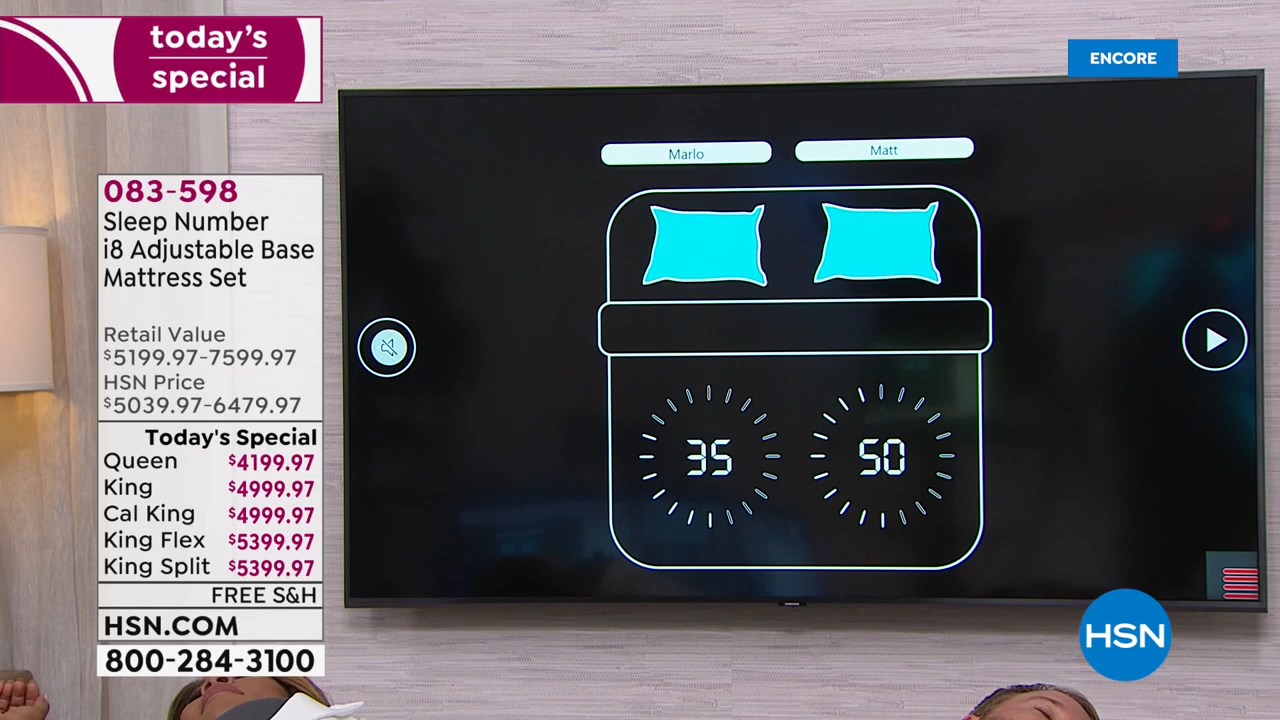 today's
special
ENCORE
083-598
Sleep Number
i8 Adjustable Base
Mattress Set
Retail Value
$5199.97-7599.97
HSN Price
$5039.97-6479.97
Today's Special
Queen $4199.97
King $4999.97
Cal King $4999.97
King Flex $5399.97
King Split $5399.97
FREE S&H
HSN.COM
800-284-3100
Marlo
Matt
35
50
SAMSUNG
HSN